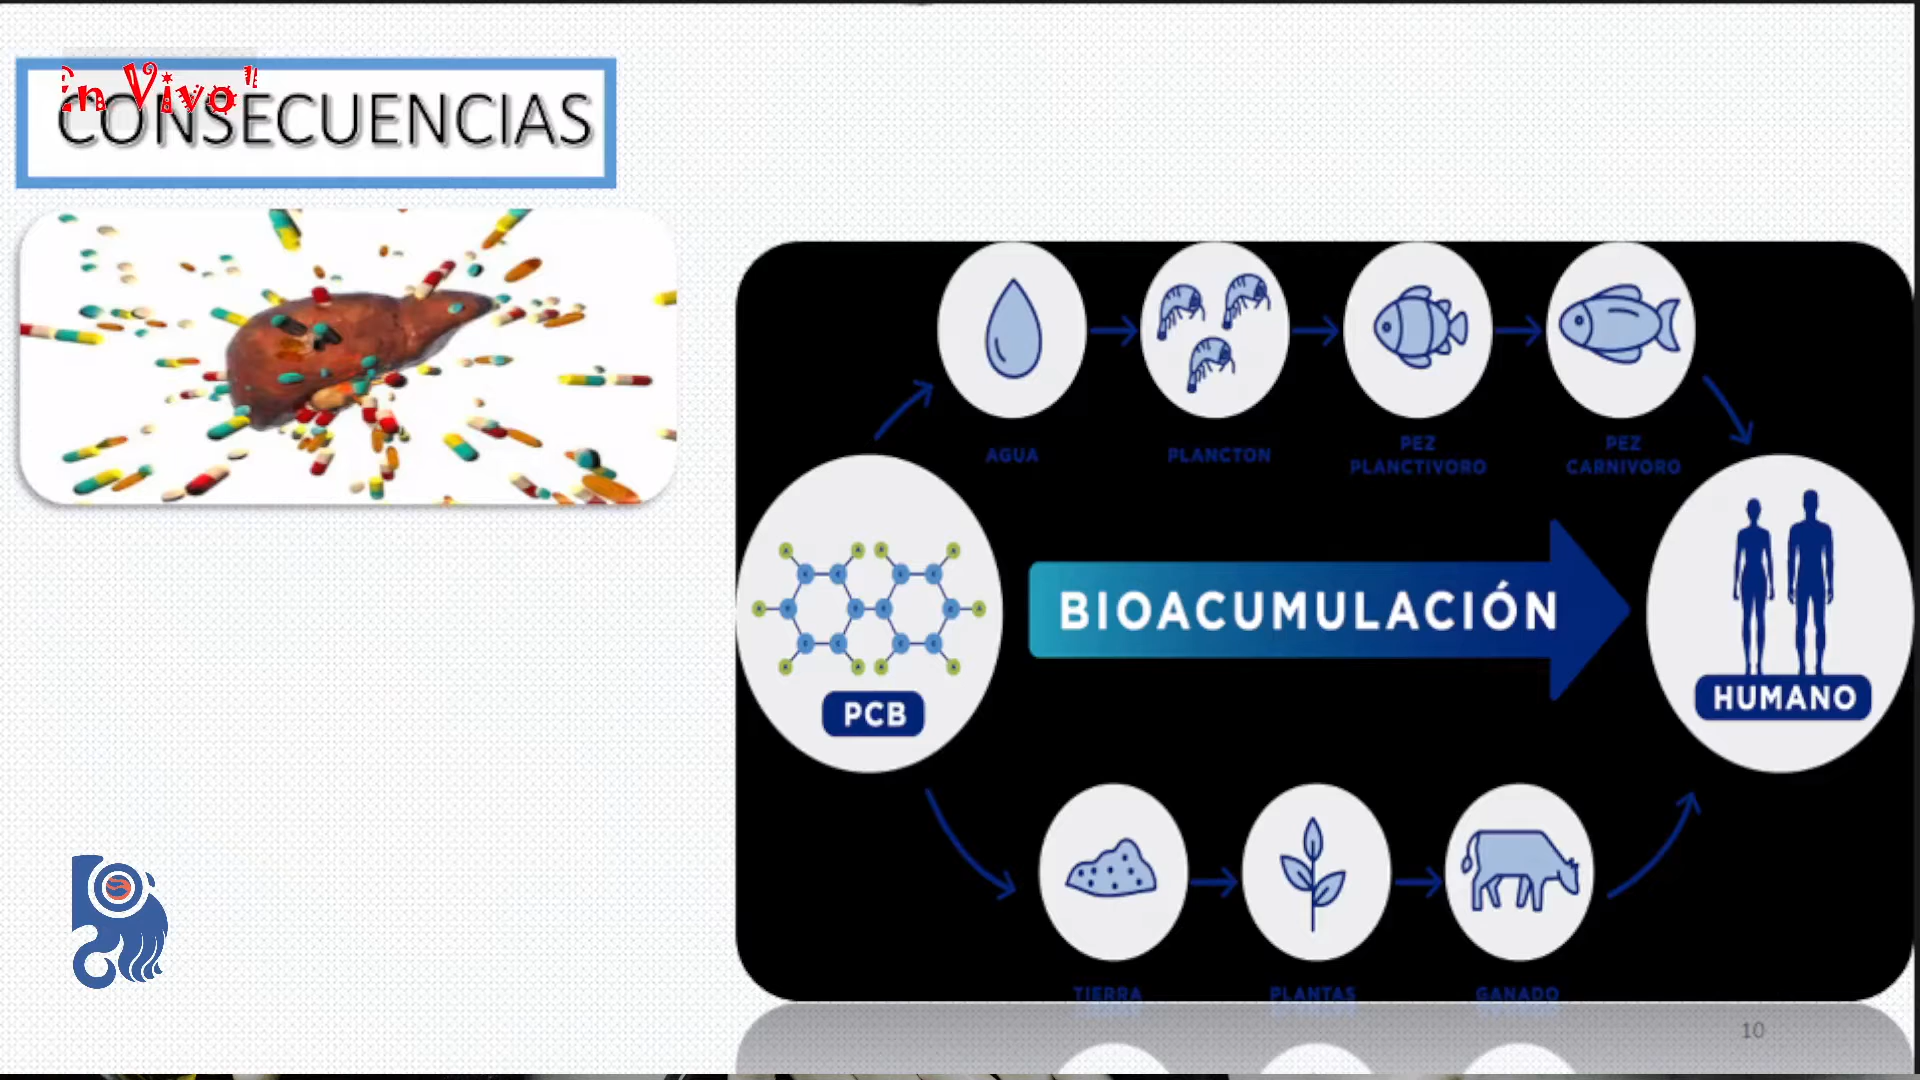 En Vivo"
CONSECUENCIAS
AGUA
PLANCTON
PEZ
PLANCTIVORO
PEZ
CARNIVORO
PCB
BIOACUMULACIÓN
HUMANO
TIERRA
PLANTAS
GANADO
10